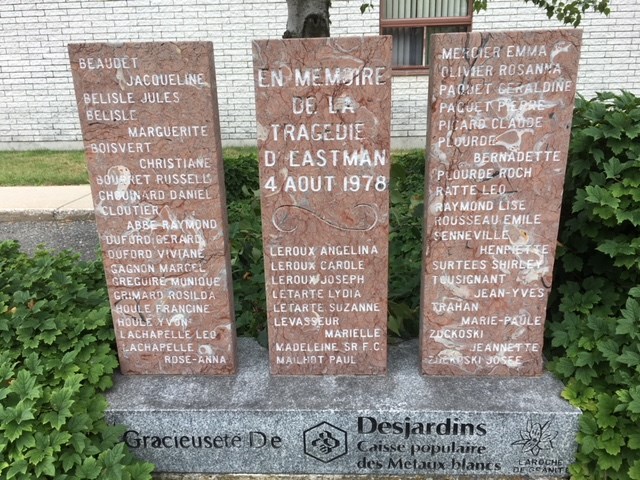 BEAUDET
JACQUELINE
BELISLE JULES
BELISLE
MARGUERITE
BOISVERT
CHRISTIANE
BOURRET RUSSELL
CHOUINARD DANIEL
CLOUTIER
ABBE RAYMOND
DUFORD GERARD
DUFORD VIVIANE
GAGNON MARCEL
GREGOIRE MONIQUE
GRIMARD ROSILDA
HOULE FRANCINE
HOULE YVON
LACHAPELLE LEO
LACHAPELLE
ROSE-ANNA
EN MEMOIRE
DE LA
TRAGEDIE
D'EASTMAN
4 AOUT 1978
LEROUX ANGELINA
LEROUX CAROLE
LEROUX JOSEPH
LETARTE LYDIA
LETARTE SUZANNE
LEVASSEUR
MARIELLE
MADELEINE SR F.C.
MAILHOT PAUL
MERCIER EMMA
OLIVIER ROSANNA
PAQUET GERALDINE
PAQUET PIERRE
PICARD CLAUDE
PLOURDE
BERNADETTE
PLOURDE ROCH
RATTE LEO
RAYMOND LISE
ROUSSEAU EMILE
SENNEVILLE
HENRIETTE
SURTEES SHIRLEY
TOUSIGNANT
JEAN-YVES
TRAHAN
MARIE-PAULE
ZUCKOSKI
JEANNETTE
ZUCKOSKI JOSEE
Gracieuseté De
Desjardins
Caisse populaire
des Métaux blancs
LAROCHE
DE GRANIT